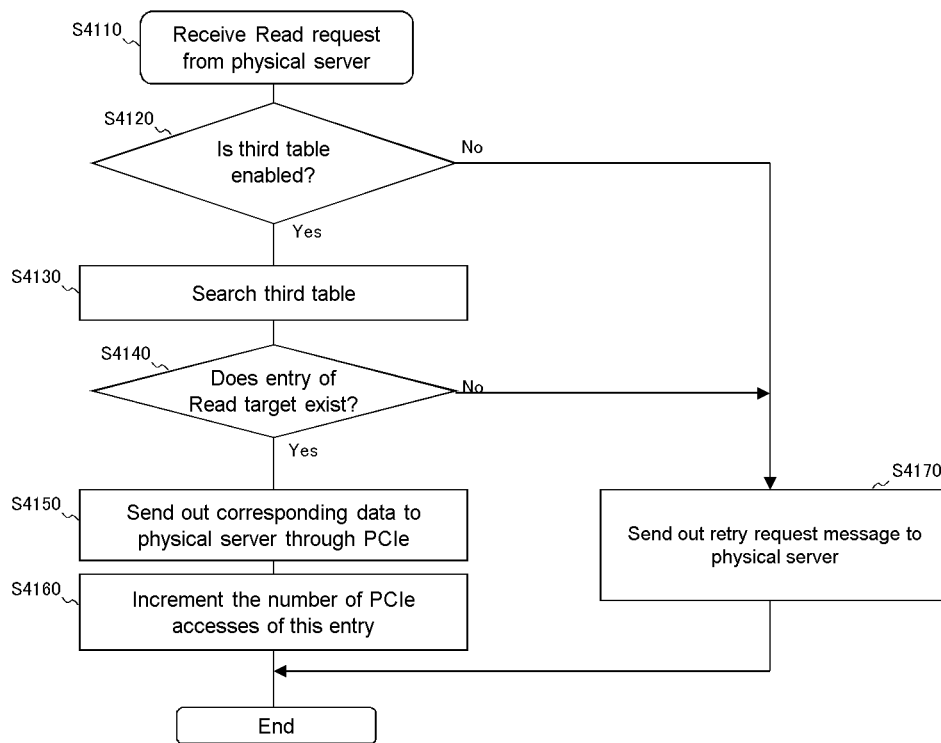 S4110
Receive Read request
from physical server
S4120
Is third table
enabled?
No
Yes
S4130
Search third table
S4140
Does entry of
Read target exist?
No
Yes
S4150
Send out corresponding data to
physical server through PCIe
S4160
Increment the number of PCIe
accesses of this entry
S4170
Send out retry request message to
physical server
End